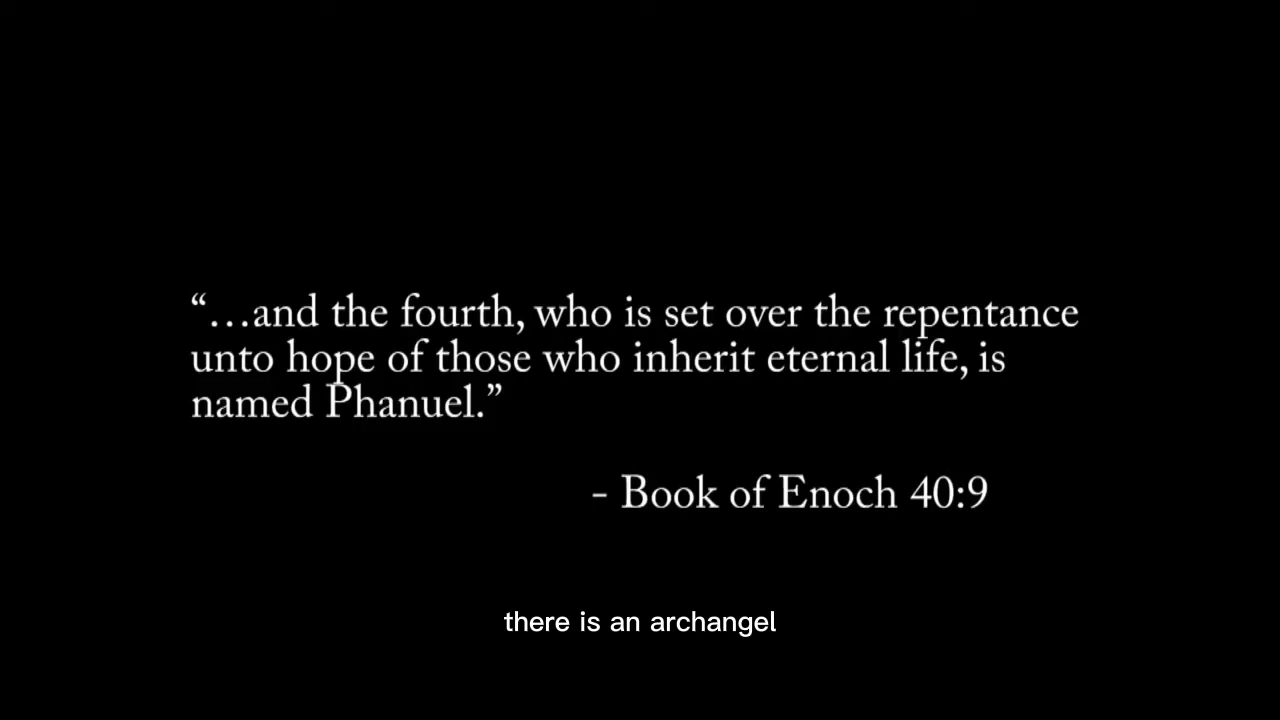 “…and the fourth, who is set over the repentance
unto hope of those who inherit eternal life, is
named Phanuel.”
- Book of Enoch 40:9
there is an archangel